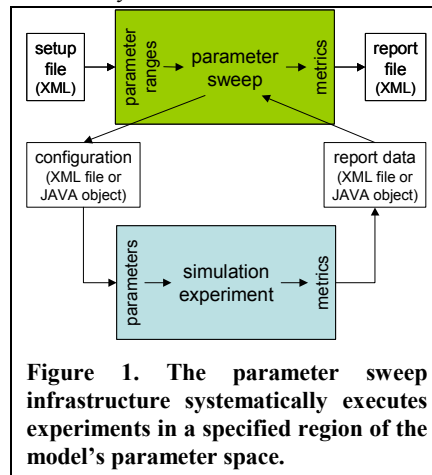 setup
file
(XML)
parameter
ranges
parameter
sweep
metrics
report
file
(XML)
configuration
(XML file or
JAVA object)
report data
(XML file or
JAVA object)
parameters
simulation
experiment
metrics
Figure 1. The parameter sweep
infrastructure systematically executes
experiments in a specified region of the
model's parameter space.